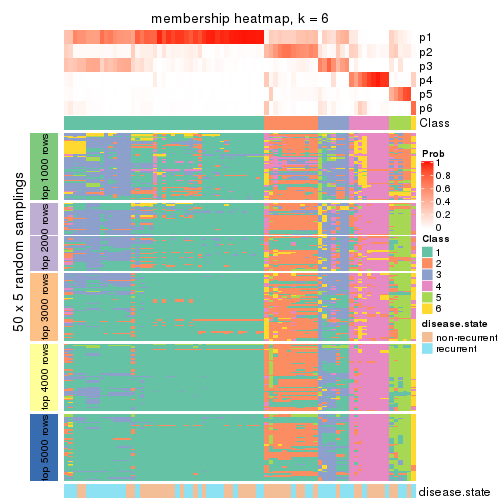 membership heatmap, k = 6
p1
p2
p3
p4
p5
p6
Class
50 x 5 random samplings
top 1000 rows
top 2000 rows
top 3000 rows
top 4000 rows
top 5000 rows
Prob
1
0.8
0.6
0.4
0.2
0
Class
1
2
3
4
5
6
disease.state
non-recurrent
recurrent
disease.state